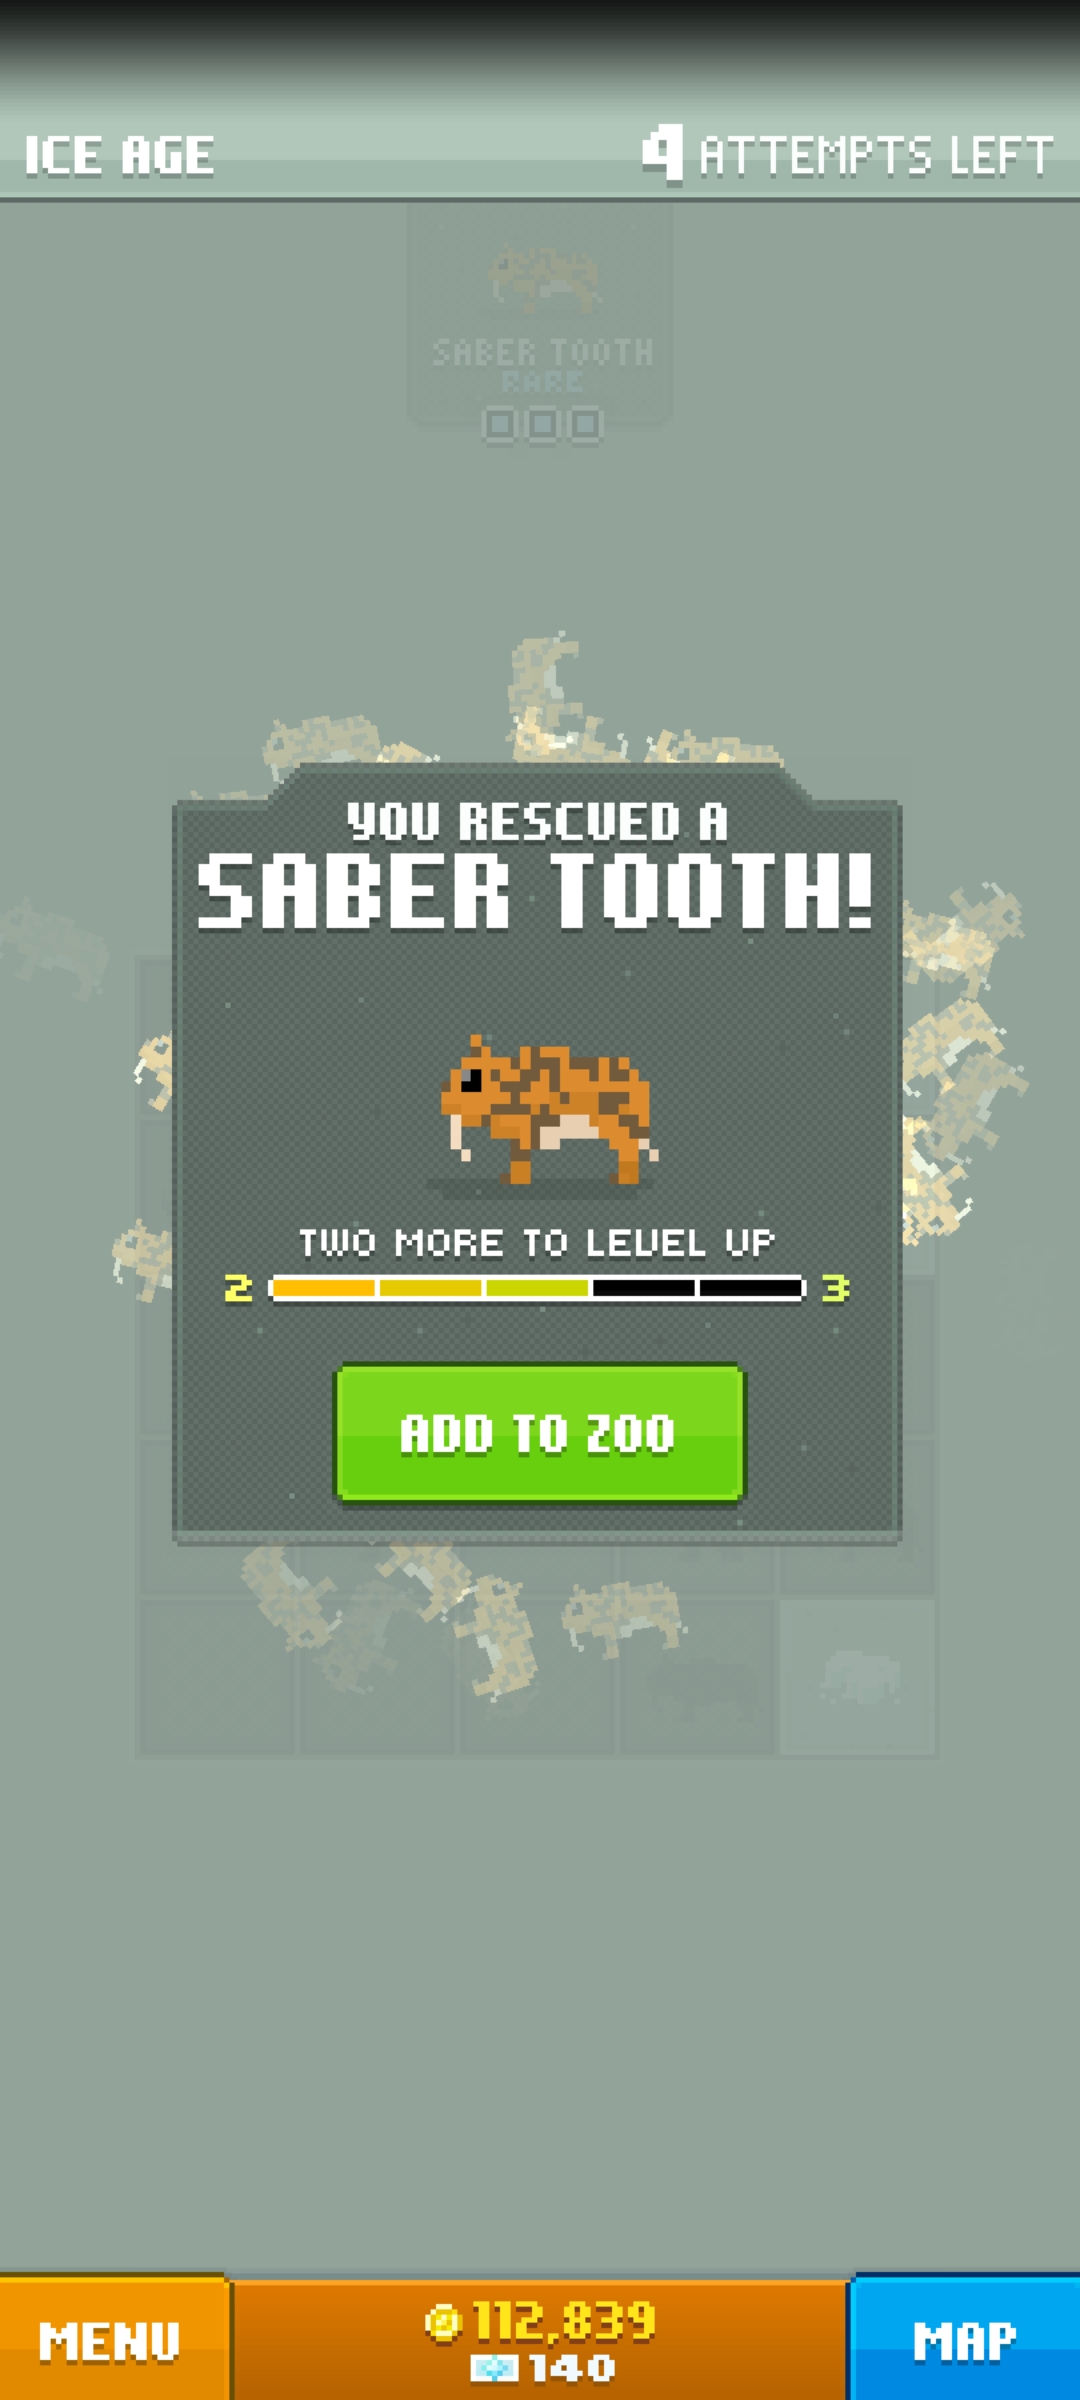 ICE AGE
4 ATTEMPTS LEFT
SABER TOOTH
RARE
YOU RESCUED A
SABER TOOTH!
TWO MORE TO LEVEL UP
2 3
ADD TO ZOO
MENU
112,839
140
MAP